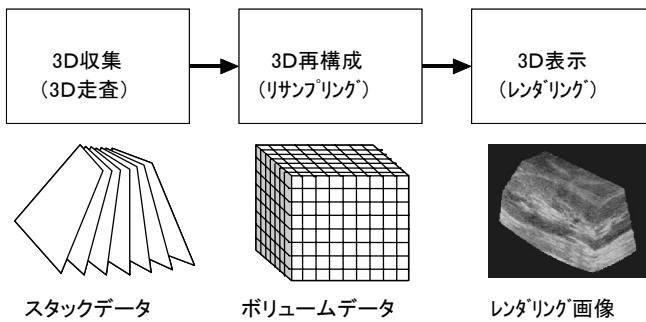 3D収集
(3D走査)
3D再構成
(ﾘｻﾝﾌﾟﾘﾝｸﾞ)
3D表示
(ﾚﾝﾀﾞﾘﾝｸﾞ)
スタックデータ
ボリュームデータ
ﾚﾝﾀﾞﾘﾝｸﾞ画像